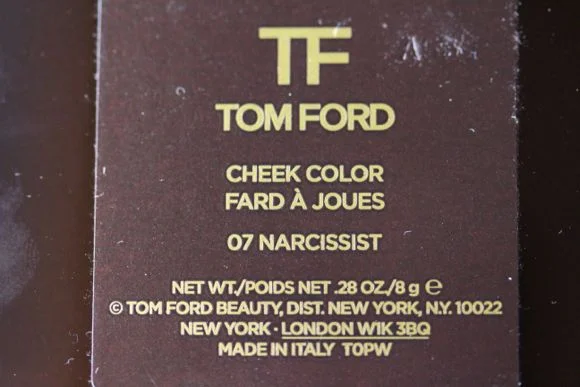 TF
TOM FORD
CHEEK COLOR
FARD À JOUES
07 NARCISSIST
NET WT./POIDS NET .28 OZ./8 g ℮
© TOM FORD BEAUTY, DIST. NEW YORK, N.Y. 10022
NEW YORK · LONDON W1K 3BQ
MADE IN ITALY T0PW